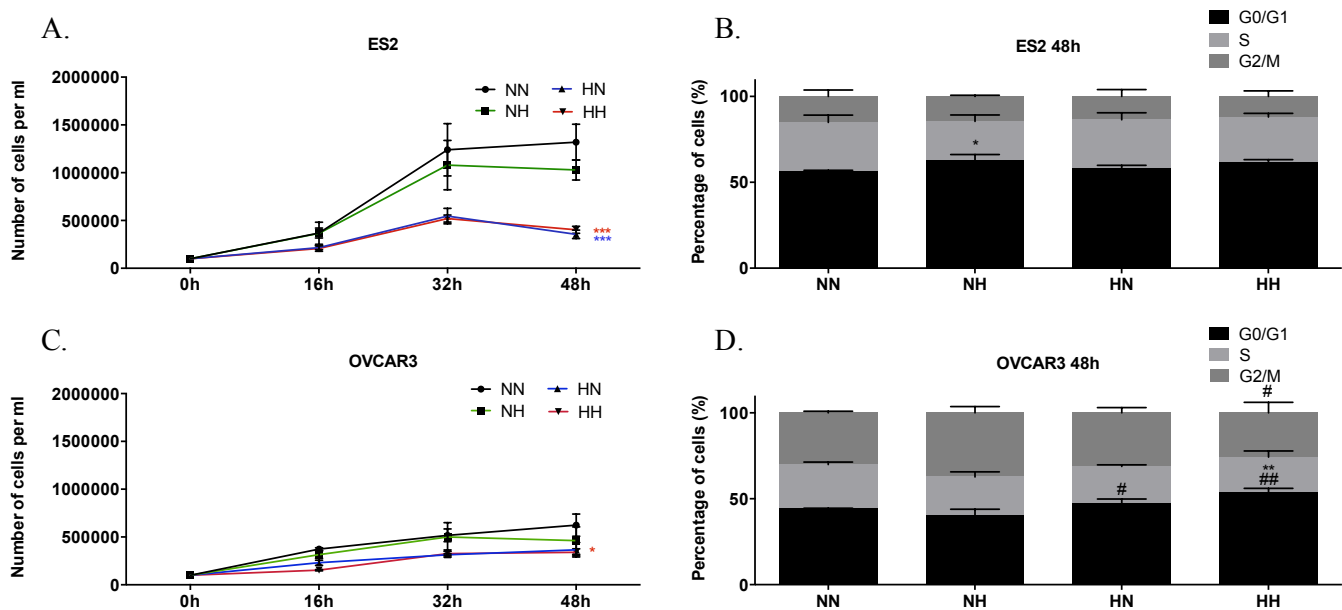 A.
ES2
Number of cells per ml
2000000
1500000
1000000
500000
0
NN
HN
NH
HH
***
***
0h 16h 32h 48h
B.
ES2 48h
G0/G1
S
G2/M
Percentage of cells (%)
100
50
0
*
NN NH HN HH
C.
OVCAR3
Number of cells per ml
2000000
1500000
1000000
500000
0
NN
HN
NH
HH
*
0h 16h 32h 48h
D.
OVCAR3 48h
G0/G1
S
G2/M
Percentage of cells (%)
100
50
0
#
#
**
##
NN NH HN HH